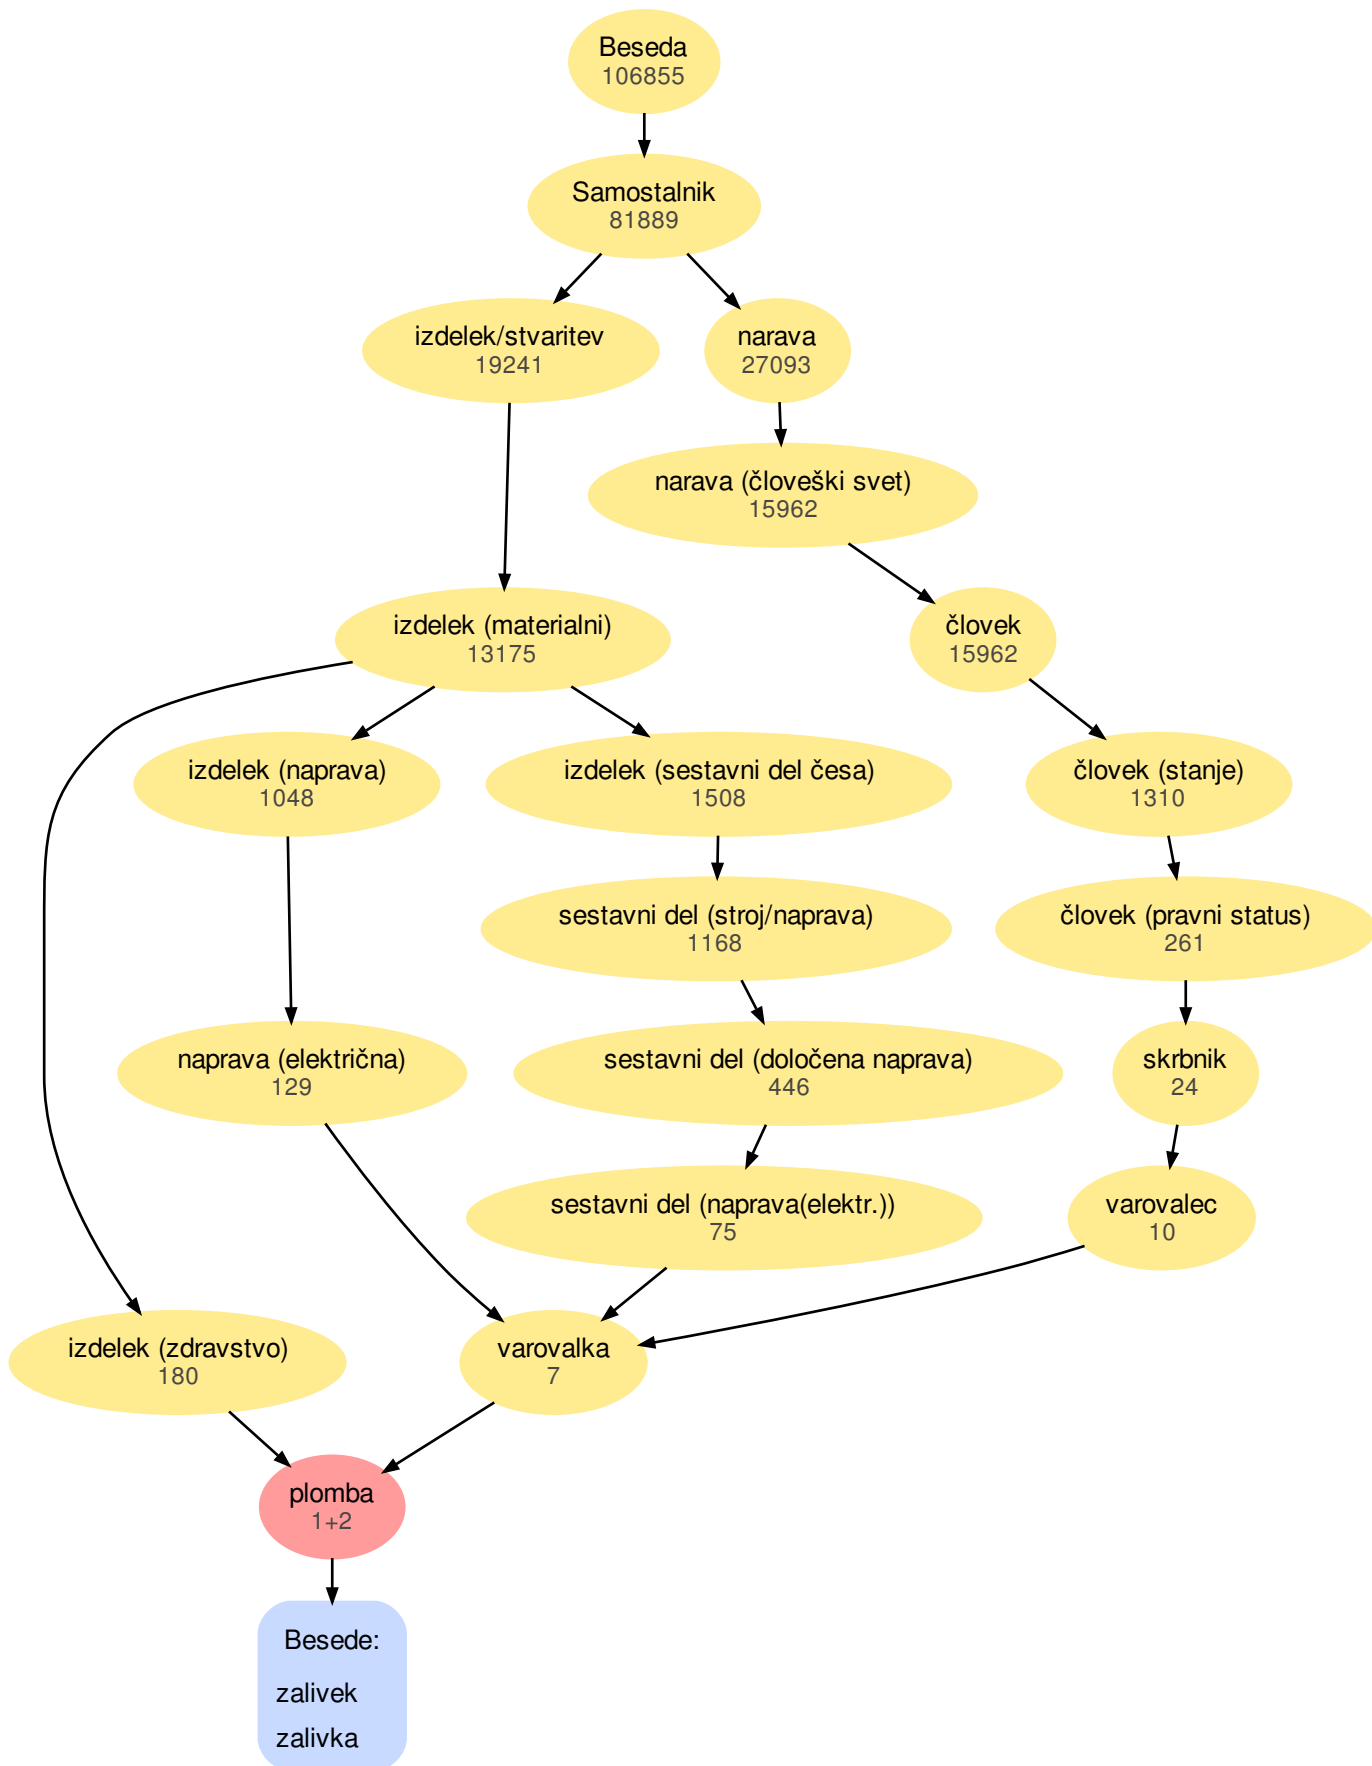 Beseda
106855
Samostalnik
81889
izdelek/stvaritev
19241
narava
27093
narava (človeški svet)
15962
izdelek (materialni)
13175
človek
15962
izdelek (naprava)
1048
izdelek (sestavni del česa)
1508
človek (stanje)
1310
sestavni del (stroj/naprava)
1168
človek (pravni status)
261
naprava (električna)
129
sestavni del (določena naprava)
446
skrbnik
24
sestavni del (naprava(elektr.))
75
varovalec
10
izdelek (zdravstvo)
180
varovalka
7
plomba
1+2
Besede:
zalivek
zalivka